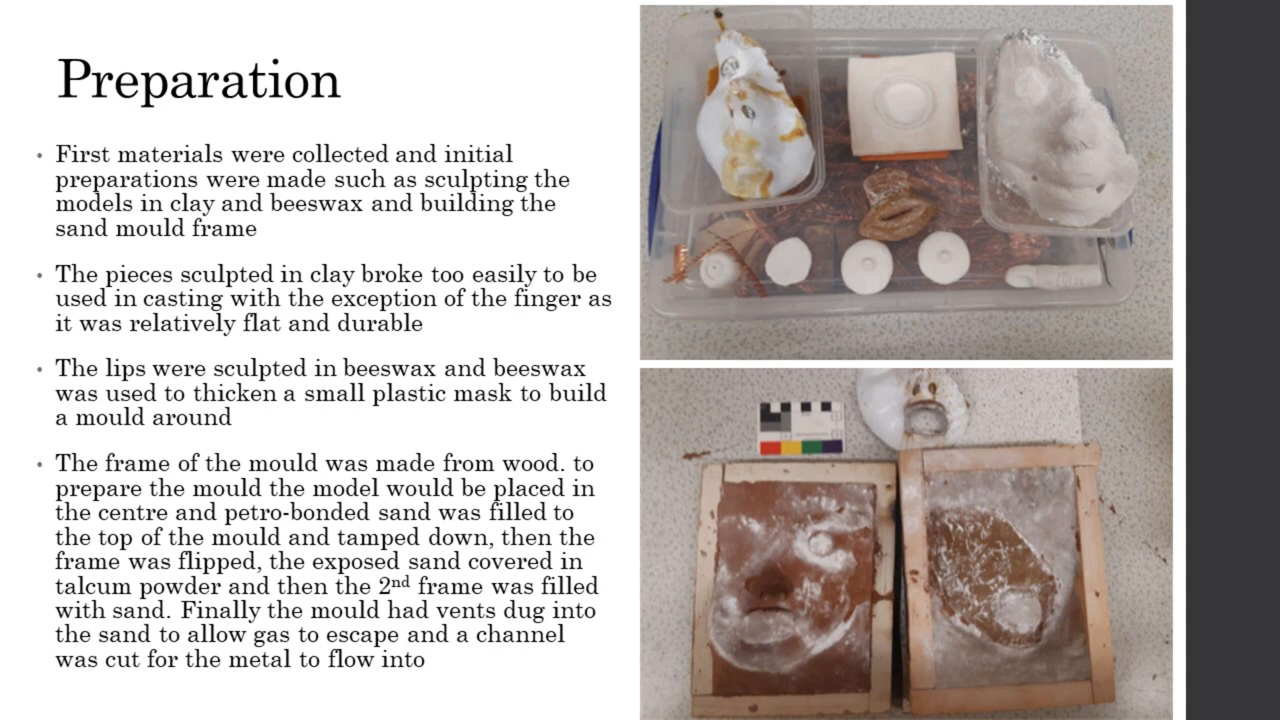 Preparation
• First materials were collected and initial
preparations were made such as sculpting the
models in clay and beeswax and building the
sand mould frame
• The pieces sculpted in clay broke too easily to be
used in casting with the exception of the finger as
it was relatively flat and durable
• The lips were sculpted in beeswax and beeswax
was used to thicken a small plastic mask to build
a mould around
• The frame of the mould was made from wood. to
prepare the mould the model would be placed in
the centre and petro-bonded sand was filled to
the top of the mould and tamped down, then the
frame was flipped, the exposed sand covered in
talcum powder and then the 2nd frame was filled
with sand. Finally the mould had vents dug into
the sand to allow gas to escape and a channel
was cut for the metal to flow into